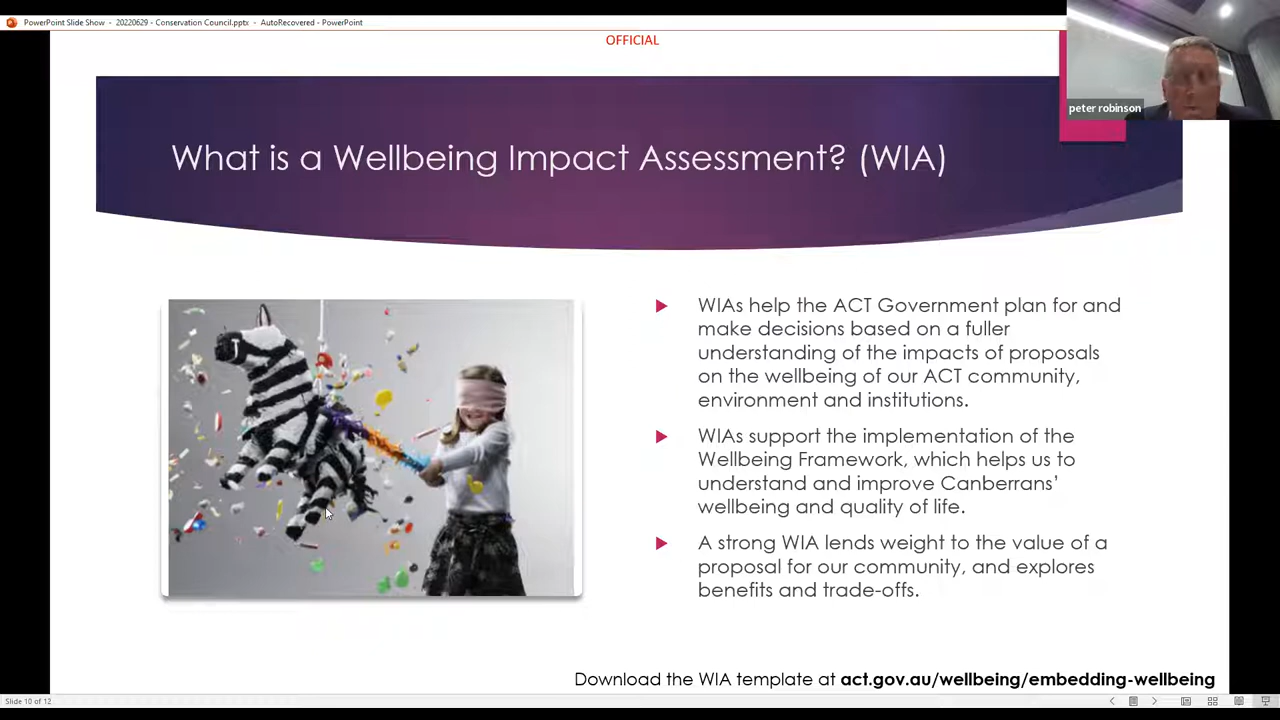 PowerPoint Slide Show - 20220629 - Conservation Council.pptx - AutoRecovered - PowerPoint
OFFICIAL
peter robinson
What is a Wellbeing Impact Assessment? (WIA)
WIAs help the ACT Government plan for and
make decisions based on a fuller
understanding of the impacts of proposals
on the wellbeing of our ACT community,
environment and institutions.
WIAs support the implementation of the
Wellbeing Framework, which helps us to
understand and improve Canberrans’
wellbeing and quality of life.
A strong WIA lends weight to the value of a
proposal for our community, and explores
benefits and trade-offs.
Download the WIA template at act.gov.au/wellbeing/embedding-wellbeing
Slide 10 of 12